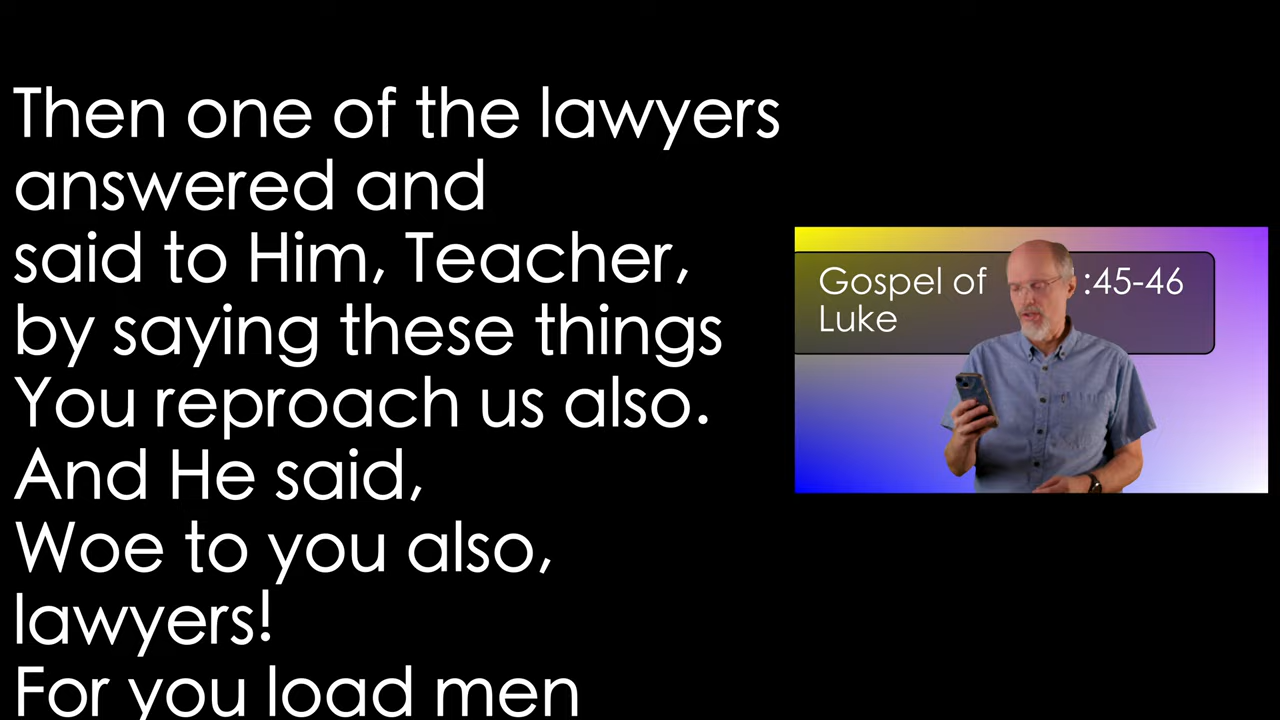 Then one of the lawyers
answered and
said to Him, Teacher,
by saying these things
You reproach us also.
And He said,
Woe to you also,
lawyers!
For you load men
Gospel of :45-46
Luke